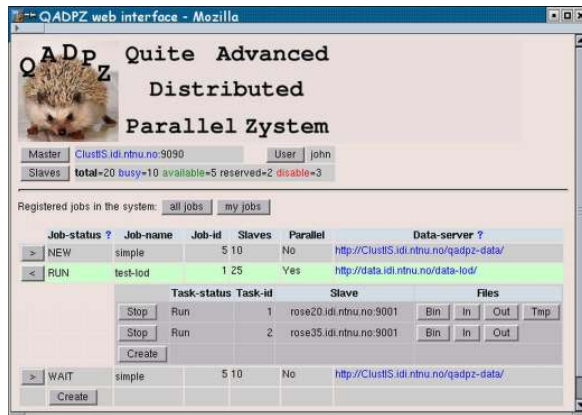 QADPZ web interface - Mozilla
QADPZ
Quite Advanced
Distributed
Parallel Zystem
Master ClustIS.idi.ntnu.no:9090 User john
Slaves total=20 busy=10 available=5 reserved=2 disable=3
Registered jobs in the system: all jobs my jobs
Job-status ? Job-name Job-id Slaves Parallel Data-server ?
> NEW simple 5 10 No http://ClustIS.idi.ntnu.no/qadpz-data/
< RUN test-lod 1 25 Yes http://data.idi.ntnu.no/data-lod/
Task-status Task-id Slave Files
Stop Run 1 rose20.idi.ntnu.no:9001 Bin In Out Tmp
Stop Run 2 rose35.idi.ntnu.no:9001 Bin In Out
Create
> WAIT simple 5 10 No http://ClustIS.idi.ntnu.no/qadpz-data/
Create